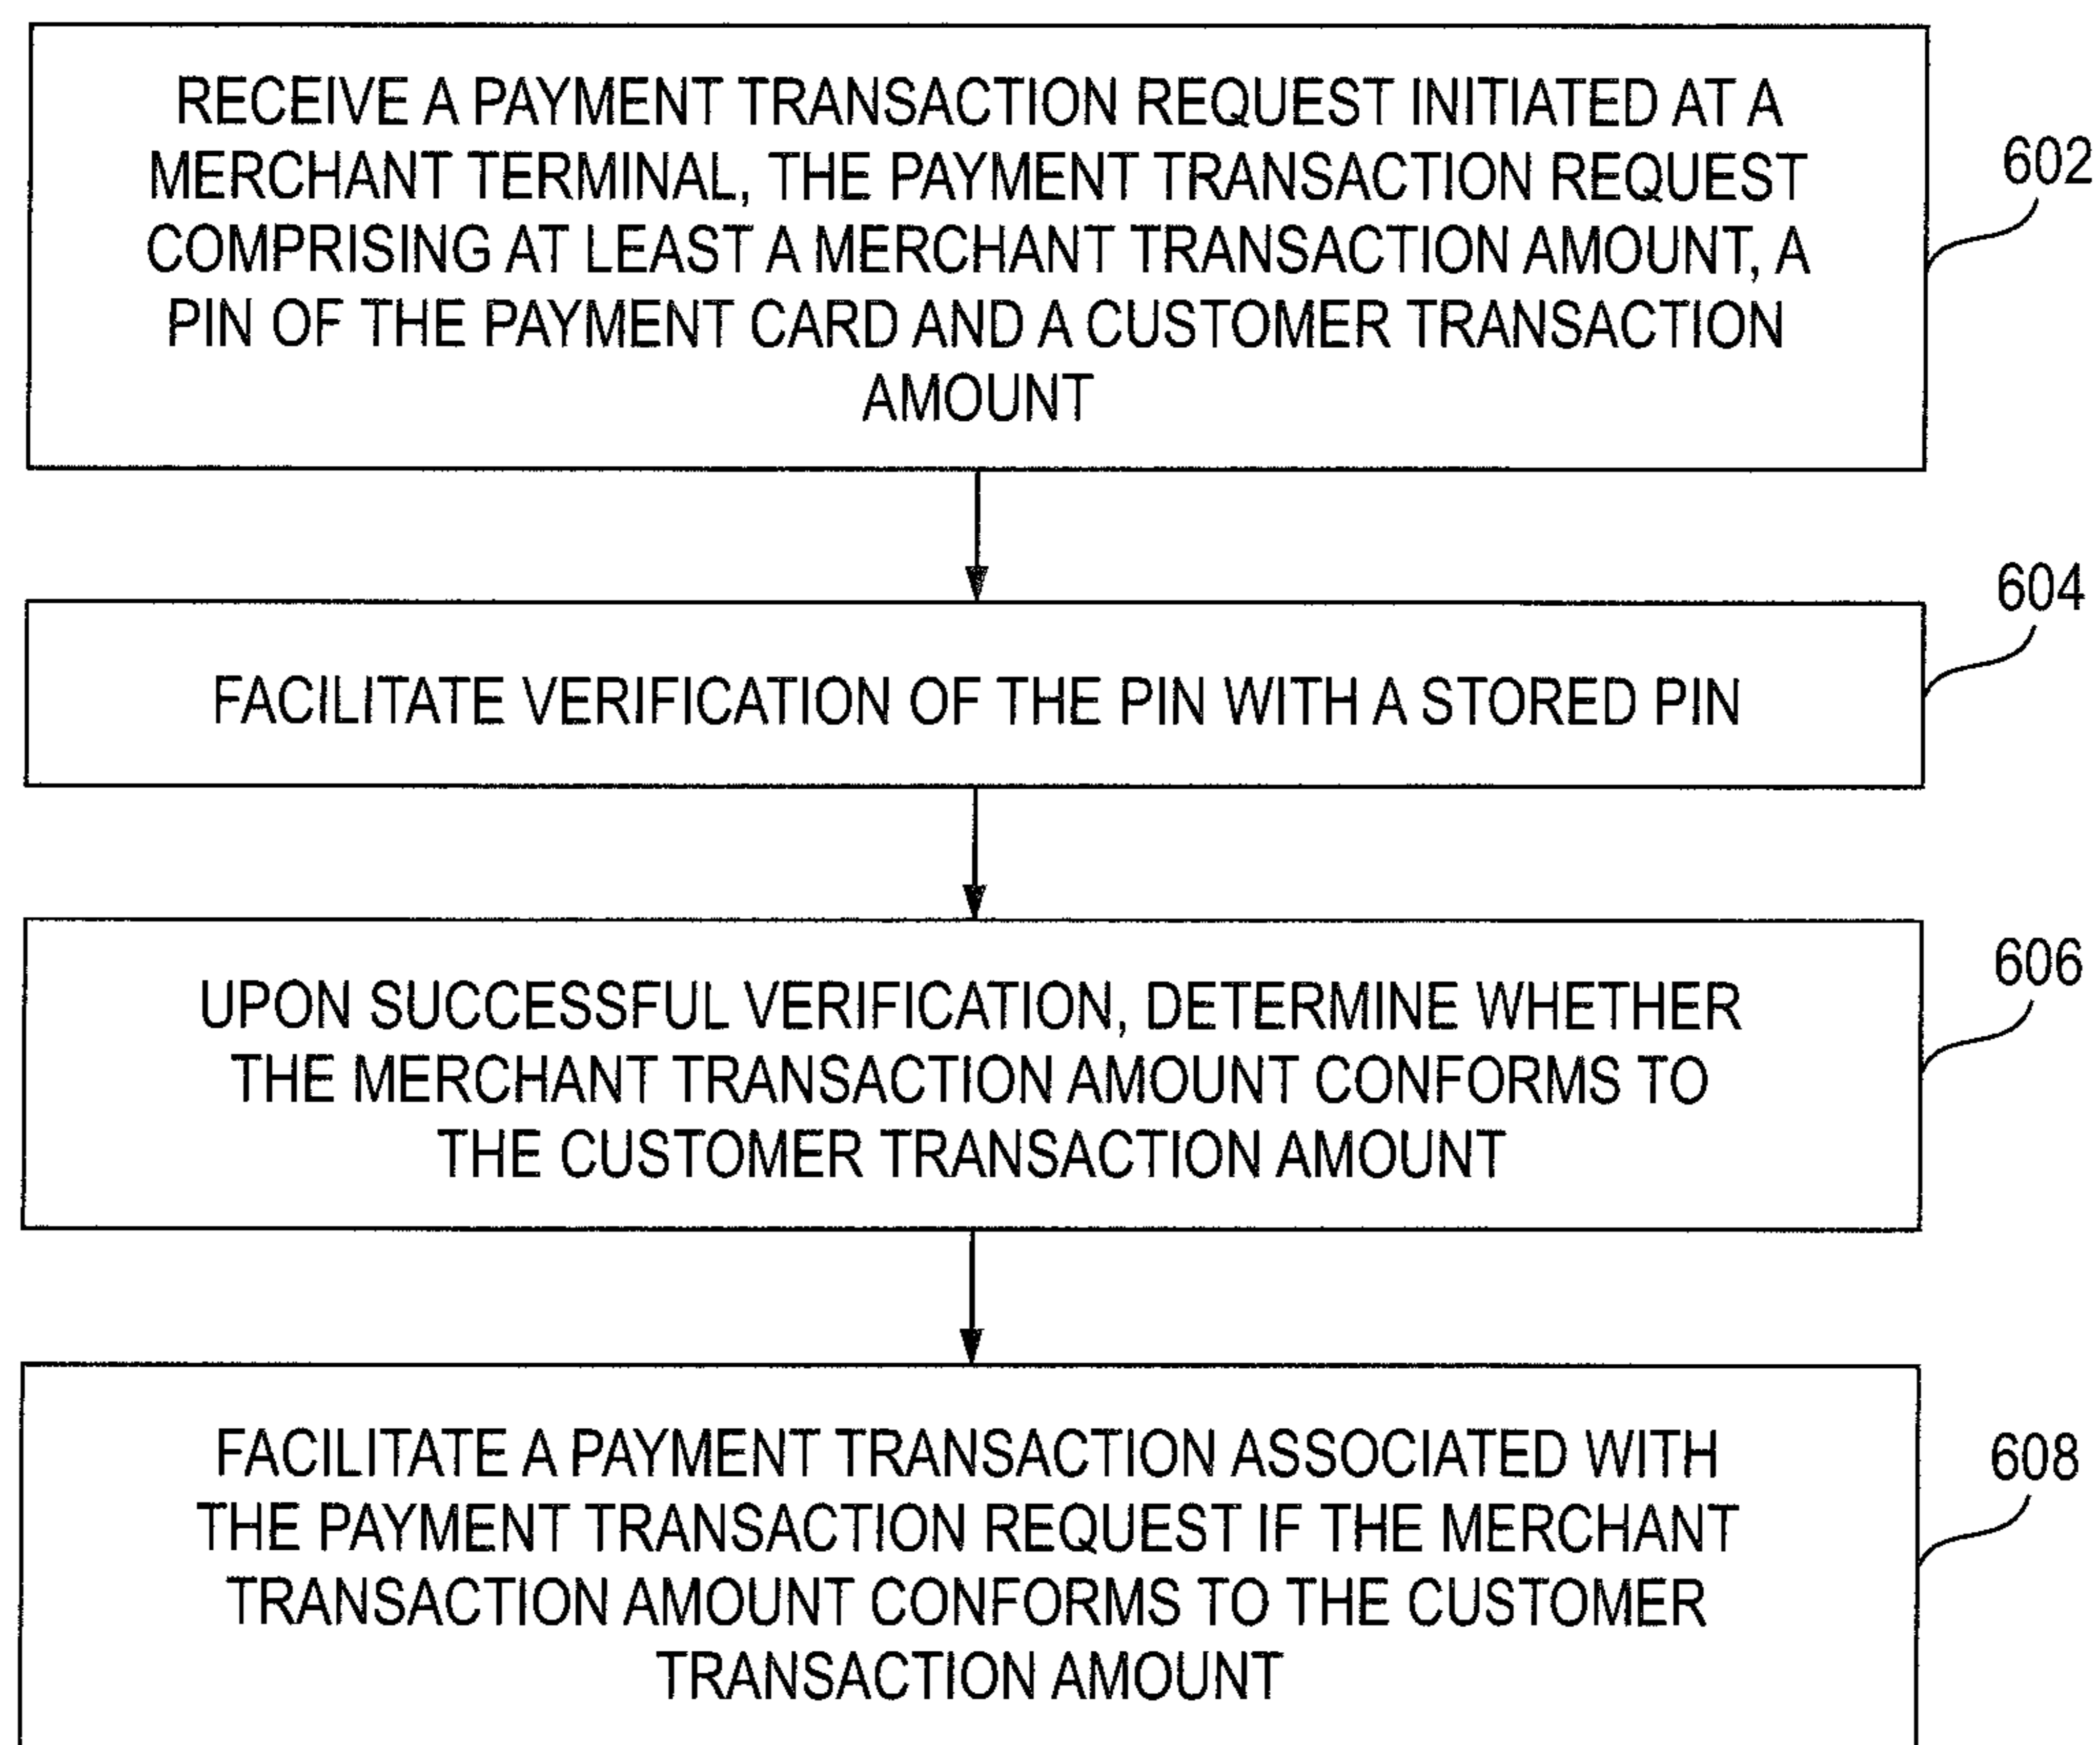 RECEIVE A PAYMENT TRANSACTION REQUEST INITIATED AT A
MERCHANT TERMINAL, THE PAYMENT TRANSACTION REQUEST
COMPRISING AT LEAST A MERCHANT TRANSACTION AMOUNT, A
PIN OF THE PAYMENT CARD AND A CUSTOMER TRANSACTION
AMOUNT
602
604
FACILITATE VERIFICATION OF THE PIN WITH A STORED PIN
606
UPON SUCCESSFUL VERIFICATION, DETERMINE WHETHER
THE MERCHANT TRANSACTION AMOUNT CONFORMS TO
THE CUSTOMER TRANSACTION AMOUNT
608
FACILITATE A PAYMENT TRANSACTION ASSOCIATED WITH
THE PAYMENT TRANSACTION REQUEST IF THE MERCHANT
TRANSACTION AMOUNT CONFORMS TO THE CUSTOMER
TRANSACTION AMOUNT